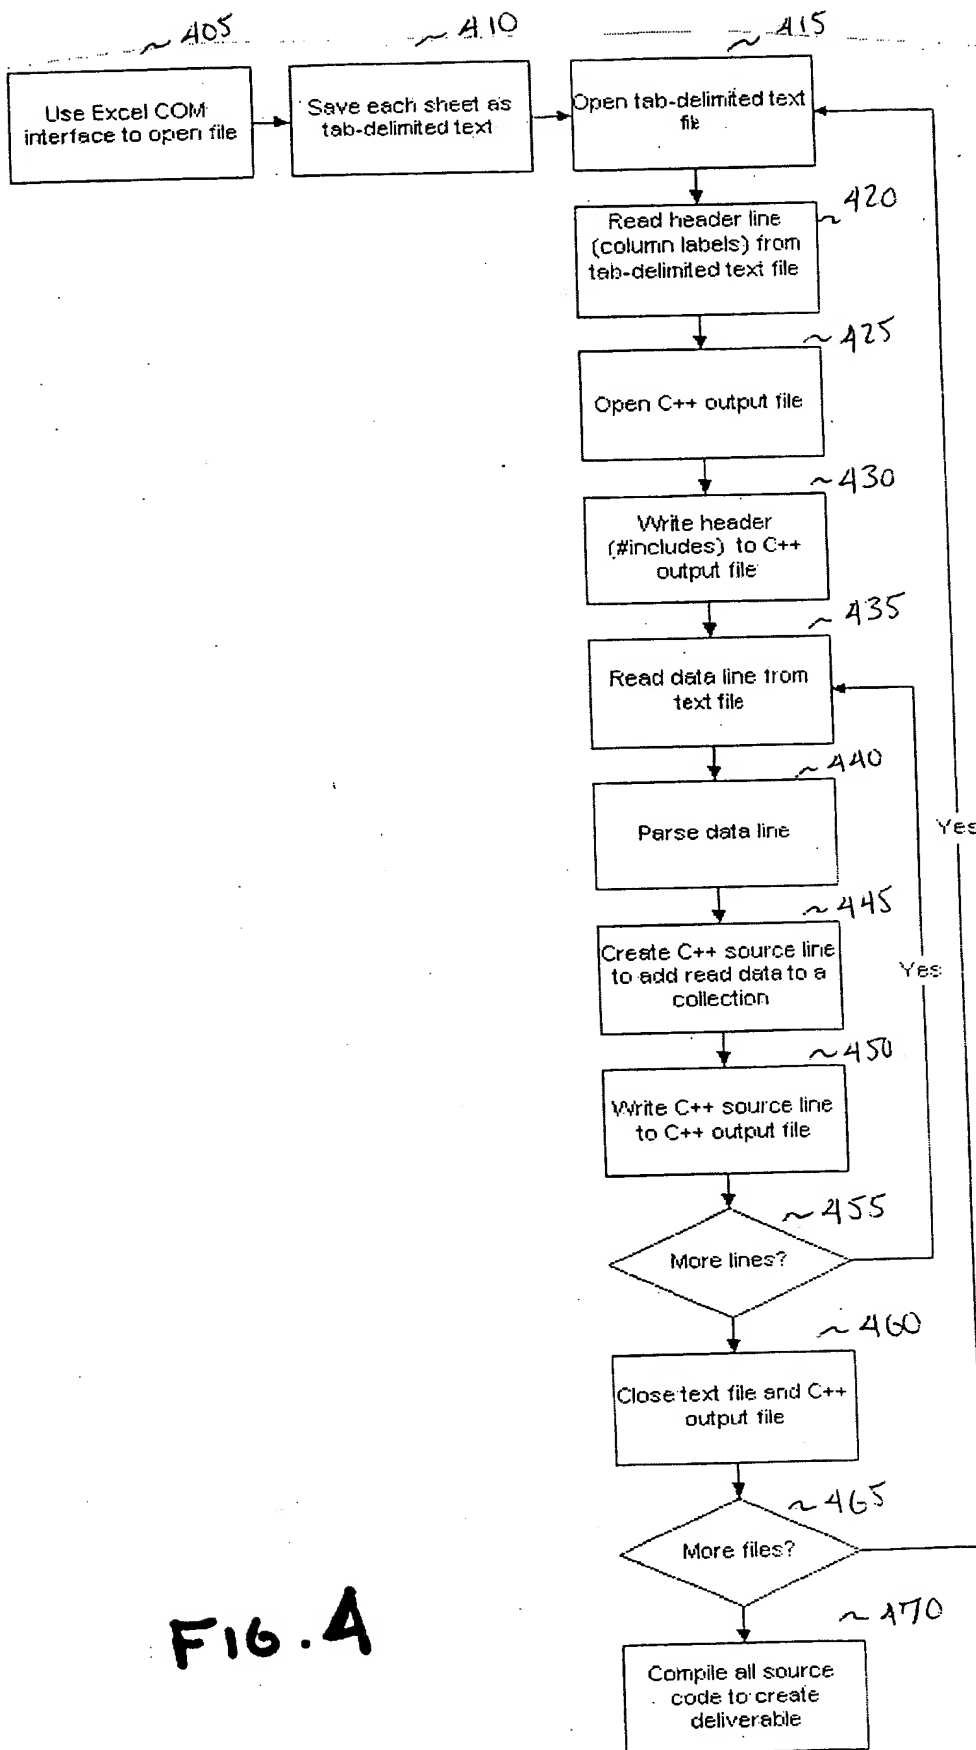 405
Use Excel COM
interface to open file
410
Save each sheet as
tab-delimited text
415
Open tab-delimited text
file
420
Read header line
(column labels) from
tab-delimited text file
425
Open C++ output file
430
Write header
(#includes) to C++
output file
435
Read data line from
text file
440
Parse data line
Yes
445
Create C++ source line
to add read data to a
collection
Yes
450
Write C++ source line
to C++ output file
455
More lines?
460
Close text file and C++
output file
465
More files?
470
Compile all source
code to create
deliverable
FIG. 4